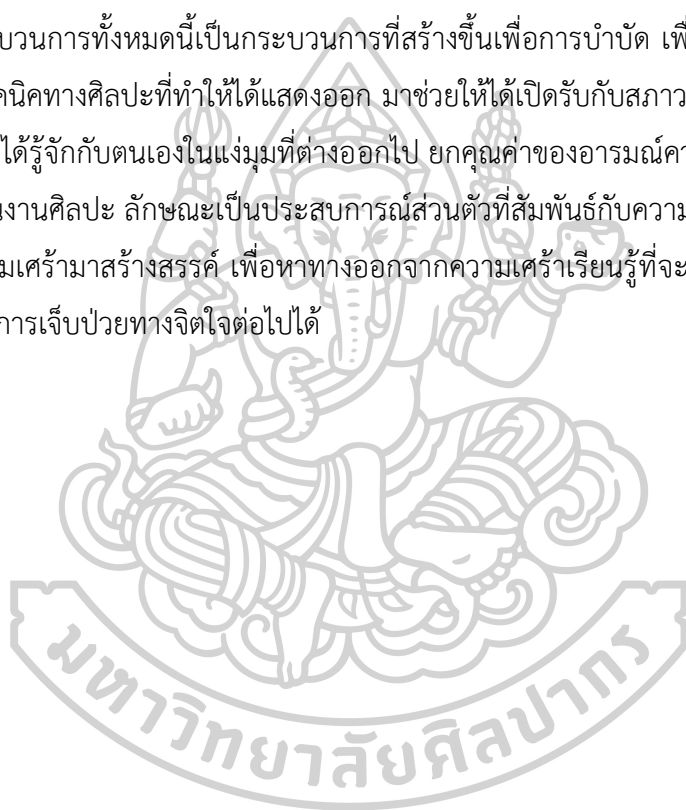 บวนการทั้งหมดนี้เป็นกระบวนการที่สร้างขึ้นเพื่อการบำบัด เพื
คนิคทางศิลปะที่ทำให้ได้แสดงออก มาช่วยให้ได้เปิดรับกับสภาว
ได้รู้จักกับตนเองในแง่มุมที่ต่างออกไป ยกคุณค่าของอารมณ์ควา
นงานศิลปะ ลักษณะเป็นประสบการณ์ส่วนตัวที่สัมพันธ์กับความ
มเศร้ามาสร้างสรรค์ เพื่อหาทางออกจากความเศร้าเรียนรู้ที่จะ
การเจ็บป่วยทางจิตใจต่อไปได้
มหาวิทยาลัยศิลปากร